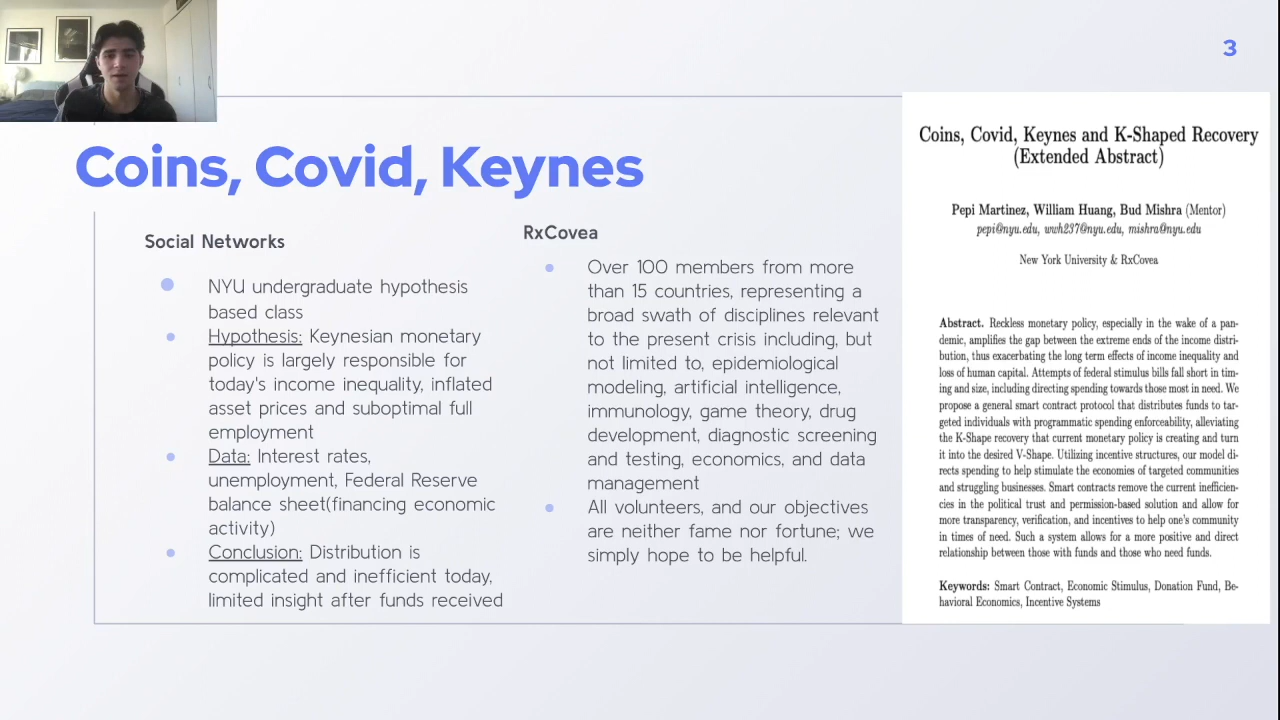 3
Coins, Covid, Keynes
Social Networks
NYU undergraduate hypothesis
based class
Hypothesis: Keynesian monetary
policy is largely responsible for
today's income inequality, inflated
asset prices and suboptimal full
employment
Data: Interest rates,
unemployment, Federal Reserve
balance sheet(financing economic
activity)
Conclusion: Distribution is
complicated and inefficient today,
limited insight after funds received
RxCovea
Over 100 members from more
than 15 countries, representing a
broad swath of disciplines relevant
to the present crisis including, but
not limited to, epidemiological
modeling, artificial intelligence,
immunology, game theory, drug
development, diagnostic screening
and testing, economics, and data
management
All volunteers, and our objectives
are neither fame nor fortune; we
simply hope to be helpful.
Coins, Covid, Keynes and K-Shaped Recovery
(Extended Abstract)
Pepi Martinez, William Huang, Bud Mishra (Mentor)
pepi@nyu.edu, wwh237@nyu.edu, mishra@nyu.edu
New York University & RxCovea
Abstract. Reckless monetary policy, especially in the wake of a pan-
demic, amplifies the gap between the extreme ends of the income distri-
bution, thus exacerbating the long term effects of income inequality and
loss of human capital. Attempts of federal stimulus bills fall short in tim-
ing and size, including directing spending towards those most in need. We
propose a general smart contract protocol that distributes funds to tar-
geted individuals with programmatic spending enforceability, alleviating
the K-Shape recovery that current monetary policy is creating and turn
it into the desired V-Shape. Utilizing incentive structures, our model di-
rects spending to help stimulate the economies of targeted communities
and struggling businesses. Smart contracts remove the current inefficien-
cies in the political trust and permission-based solution and allow for
more transparency, verification, and incentives to help one's community
in times of need. Such a system allows for a more positive and direct
relationship between those with funds and those who need funds.
Keywords: Smart Contract, Economic Stimulus, Donation Fund, Be-
havioral Economics, Incentive Systems